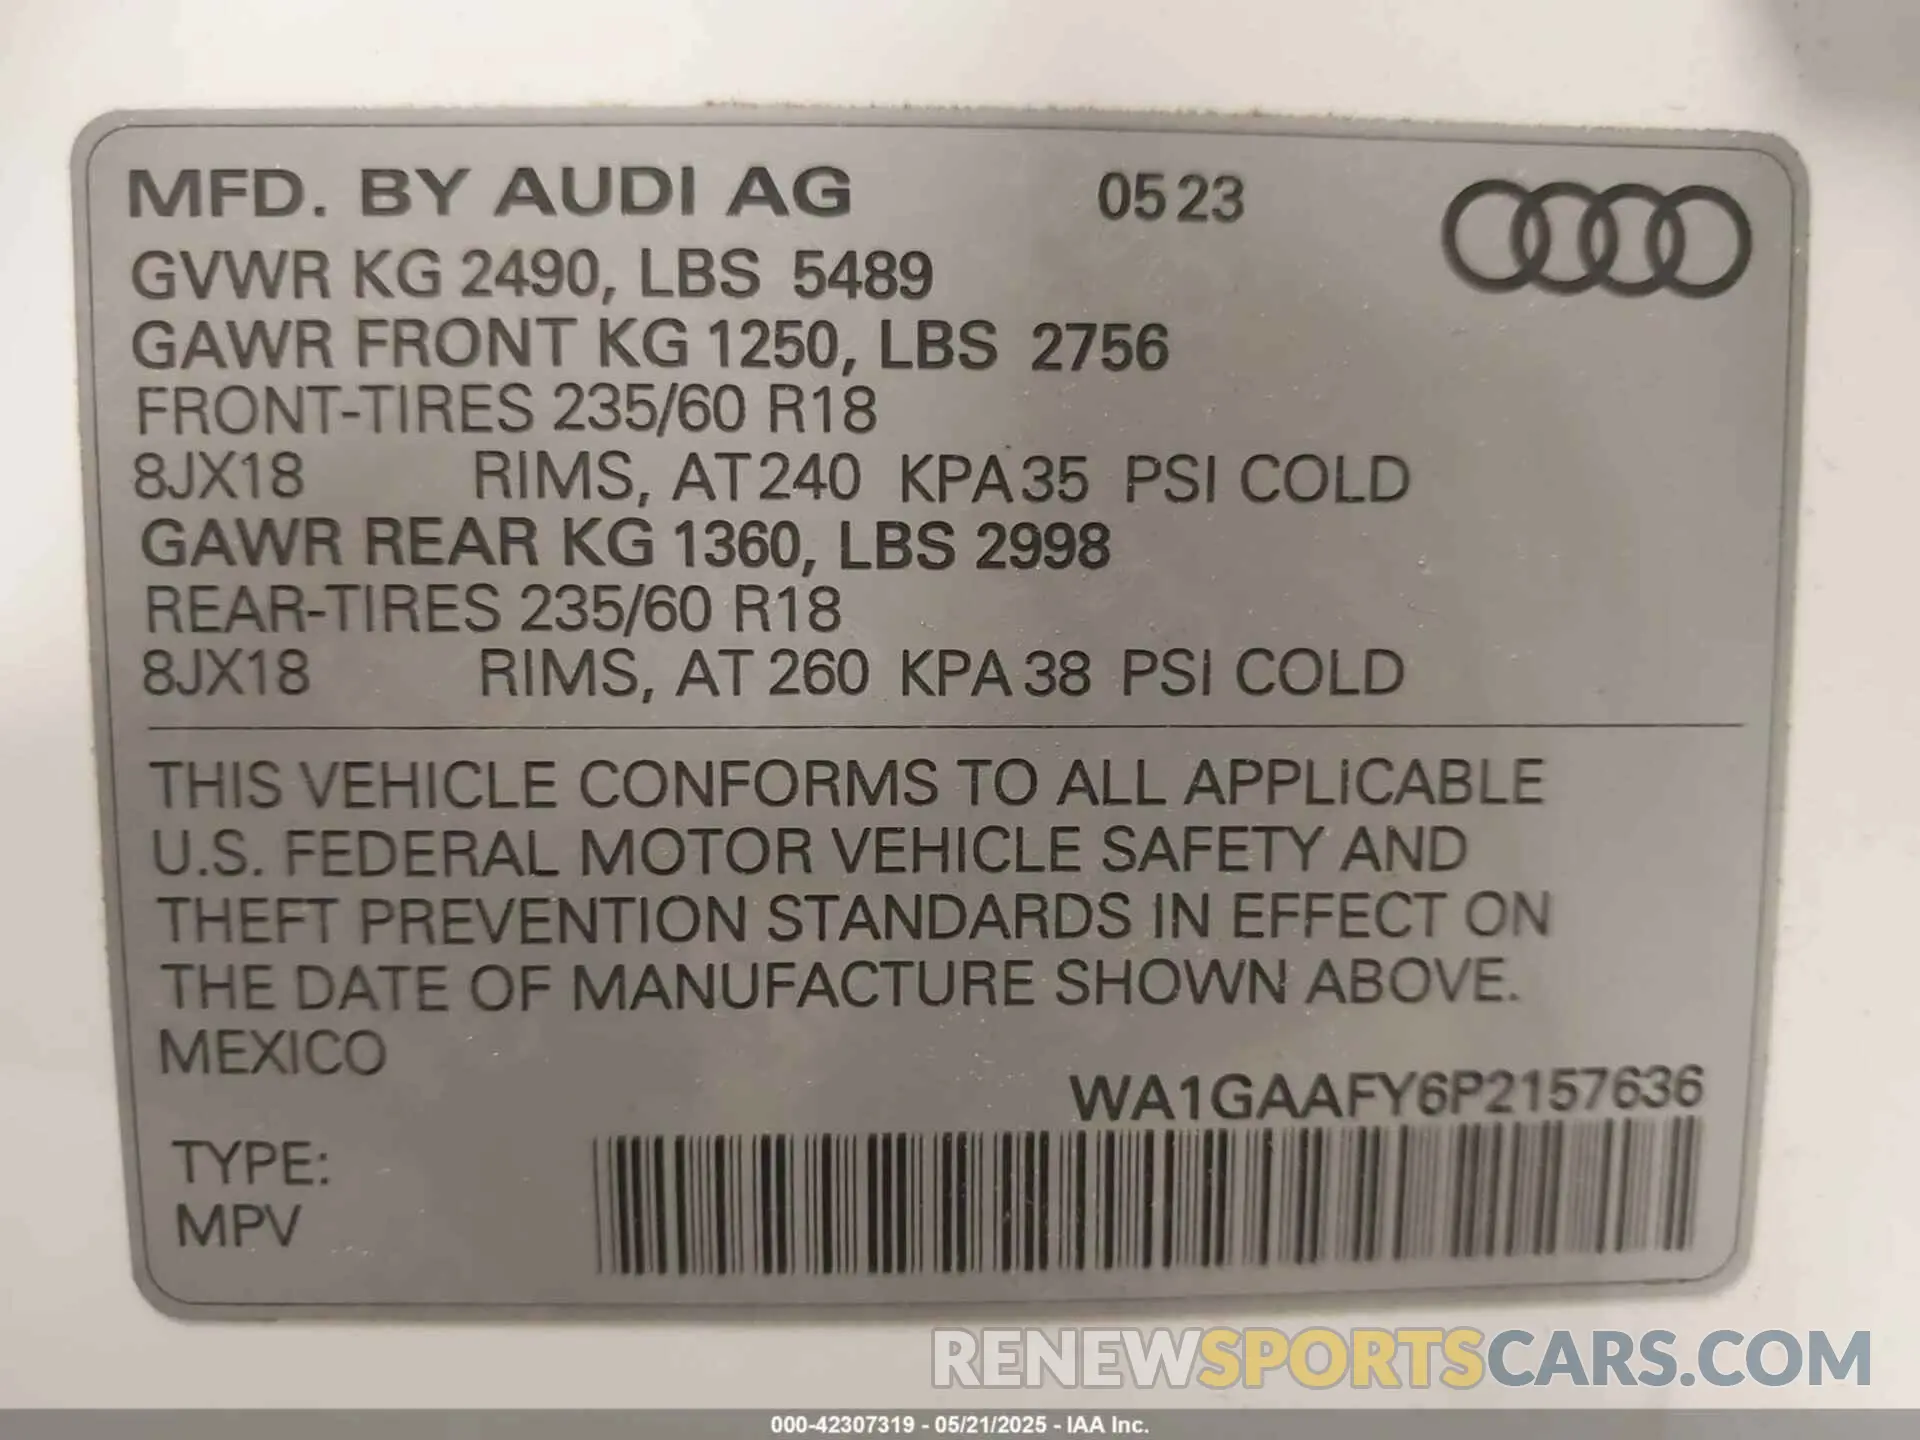 MFD. BY AUDI AG 05 23
GVWR KG 2490, LBS 5489
GAWR FRONT KG 1250, LBS 2756
FRONT-TIRES 235/60 R18
8JX18 RIMS, AT 240 KPA 35 PSI COLD
GAWR REAR KG 1360, LBS 2998
REAR-TIRES 235/60 R18
8JX18 RIMS, AT 260 KPA 38 PSI COLD
THIS VEHICLE CONFORMS TO ALL APPLICABLE
U.S. FEDERAL MOTOR VEHICLE SAFETY AND
THEFT PREVENTION STANDARDS IN EFFECT ON
THE DATE OF MANUFACTURE SHOWN ABOVE.
MEXICO
WA1GAAFY6P2157636
TYPE:
MPV
RENEWSPORTSCARS.COM
000-42307319 - 05/21/2025 - IAA Inc.